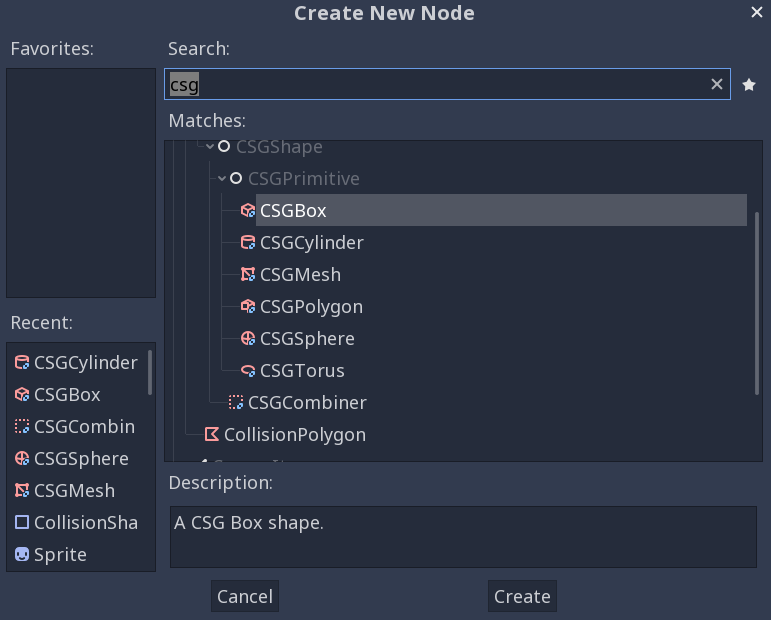 Create New Node
Favorites:
Search:
csg
Matches:
CSGShape
CSGPrimitive
CSGBox
CSGCylinder
CSGMesh
CSGPolygon
CSGSphere
CSGTorus
CSGCombiner
CollisionPolygon
Recent:
CSGCylinder
CSGBox
CSGCombin
CSGSphere
CSGMesh
CollisionSha
Sprite
Description:
A CSG Box shape.
Cancel
Create